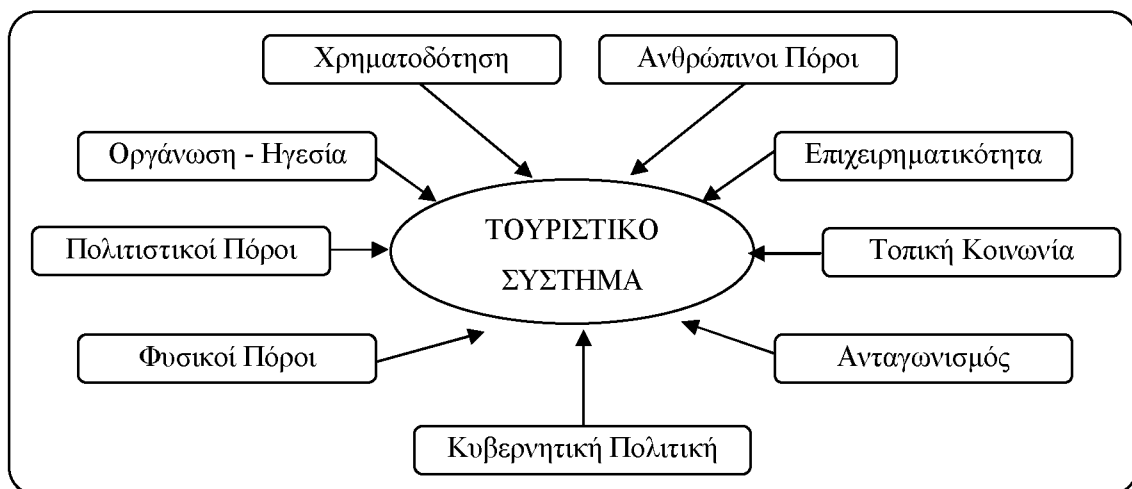 Χρηματοδότηση
Ανθρώπινοι Πόροι
Οργάνωση - Ηγεσία
Επιχειρηματικότητα
ΤΟΥΡΙΣΤΙΚΟ
ΣΥΣΤΗΜΑ
Πολιτιστικοί Πόροι
Τοπική Κοινωνία
Φυσικοί Πόροι
Ανταγωνισμός
Κυβερνητική Πολιτική